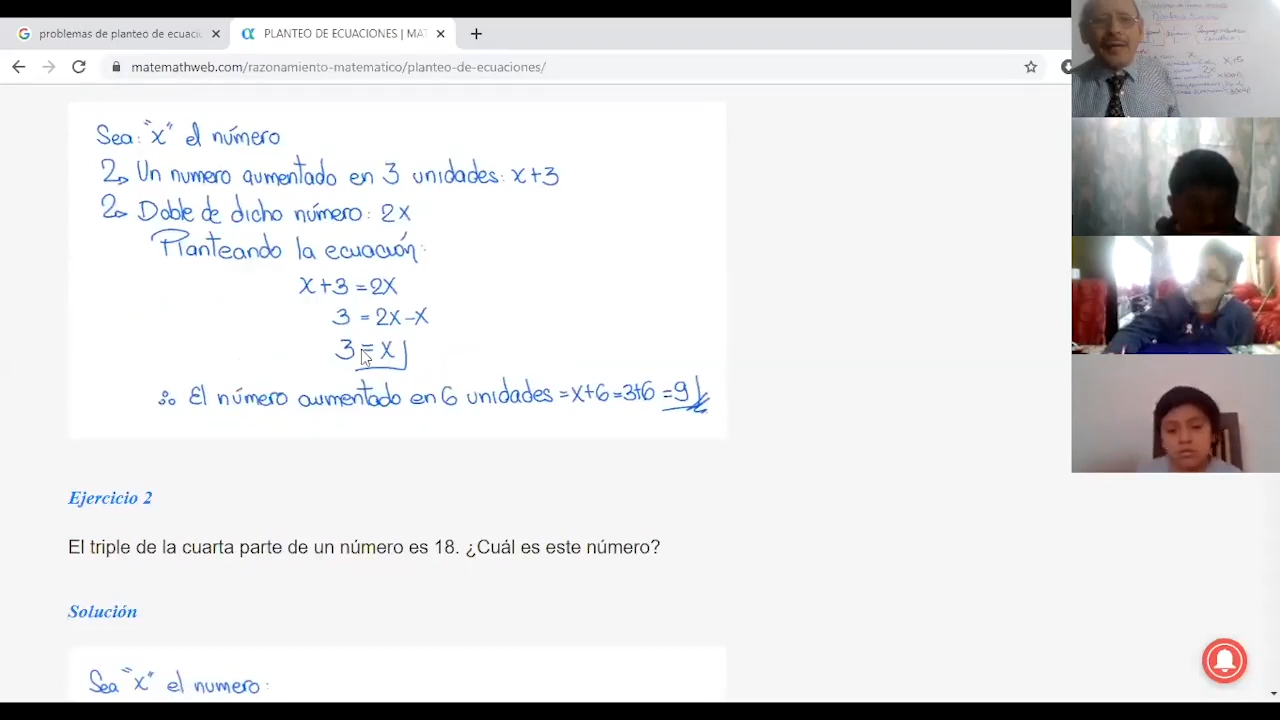 problemas de planteo de ecuaci
PLANTEO DE ECUACIONES | MAT
matemathweb.com/razonamiento-matematico/planteo-de-ecuaciones/
Sea: "x" el número
2. Un numero aumentado en 3 unidades: x+3
2. Doble de dicho número: 2x
Planteando la ecuación:
x+3 = 2x
3 = 2x-x
3 = x
∴ El número aumentado en 6 unidades = x+6 = 3+6 = 9
Ejercicio 2
El triple de la cuarta parte de un número es 18. ¿Cuál es este número?
Solución
Sea "x" el numero:
x+5
2x